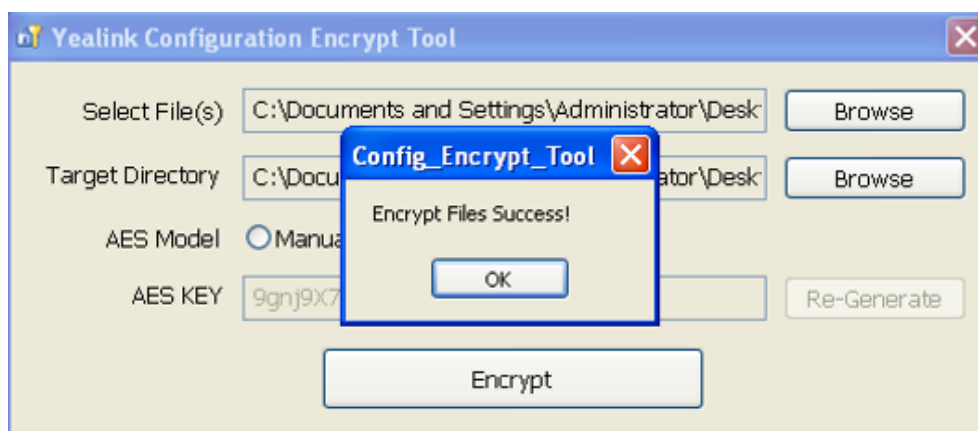 Yealink Configuration Encrypt Tool
Select File(s) C:\Documents and Settings\Administrator\Desk Browse
Config_Encrypt_Tool
Target Directory C:\Docu ator\Desk Browse
Encrypt Files Success!
AES Model Manua
OK
AES KEY 9gnj9X7 Re-Generate
Encrypt